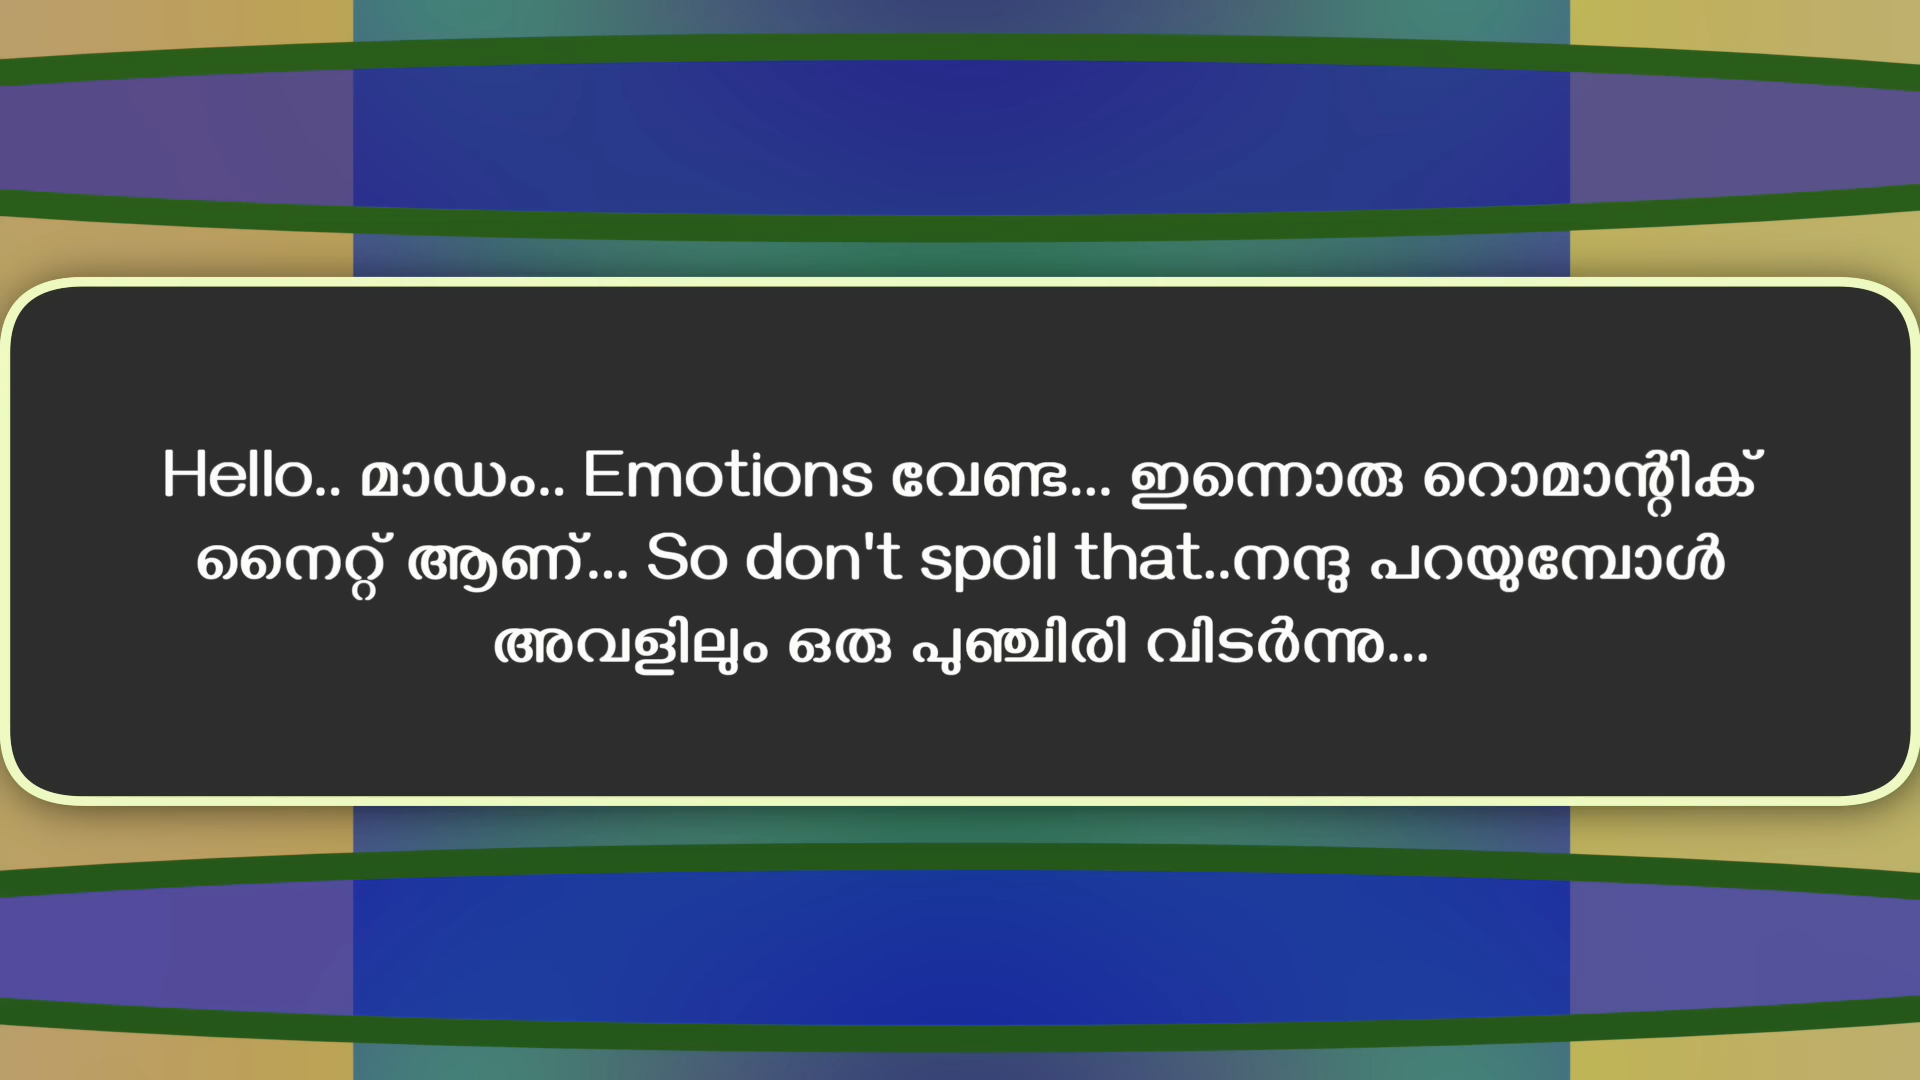 Hello.. മാഡം.. Emotions വേണ്ട... ഇന്നൊരു റൊമാന്റിക്
നൈറ്റ് ആണ്... So don't spoil that..നന്ദു പറയുമ്പോൾ
അവളിലും ഒരു പുഞ്ചിരി വിടർന്നു...